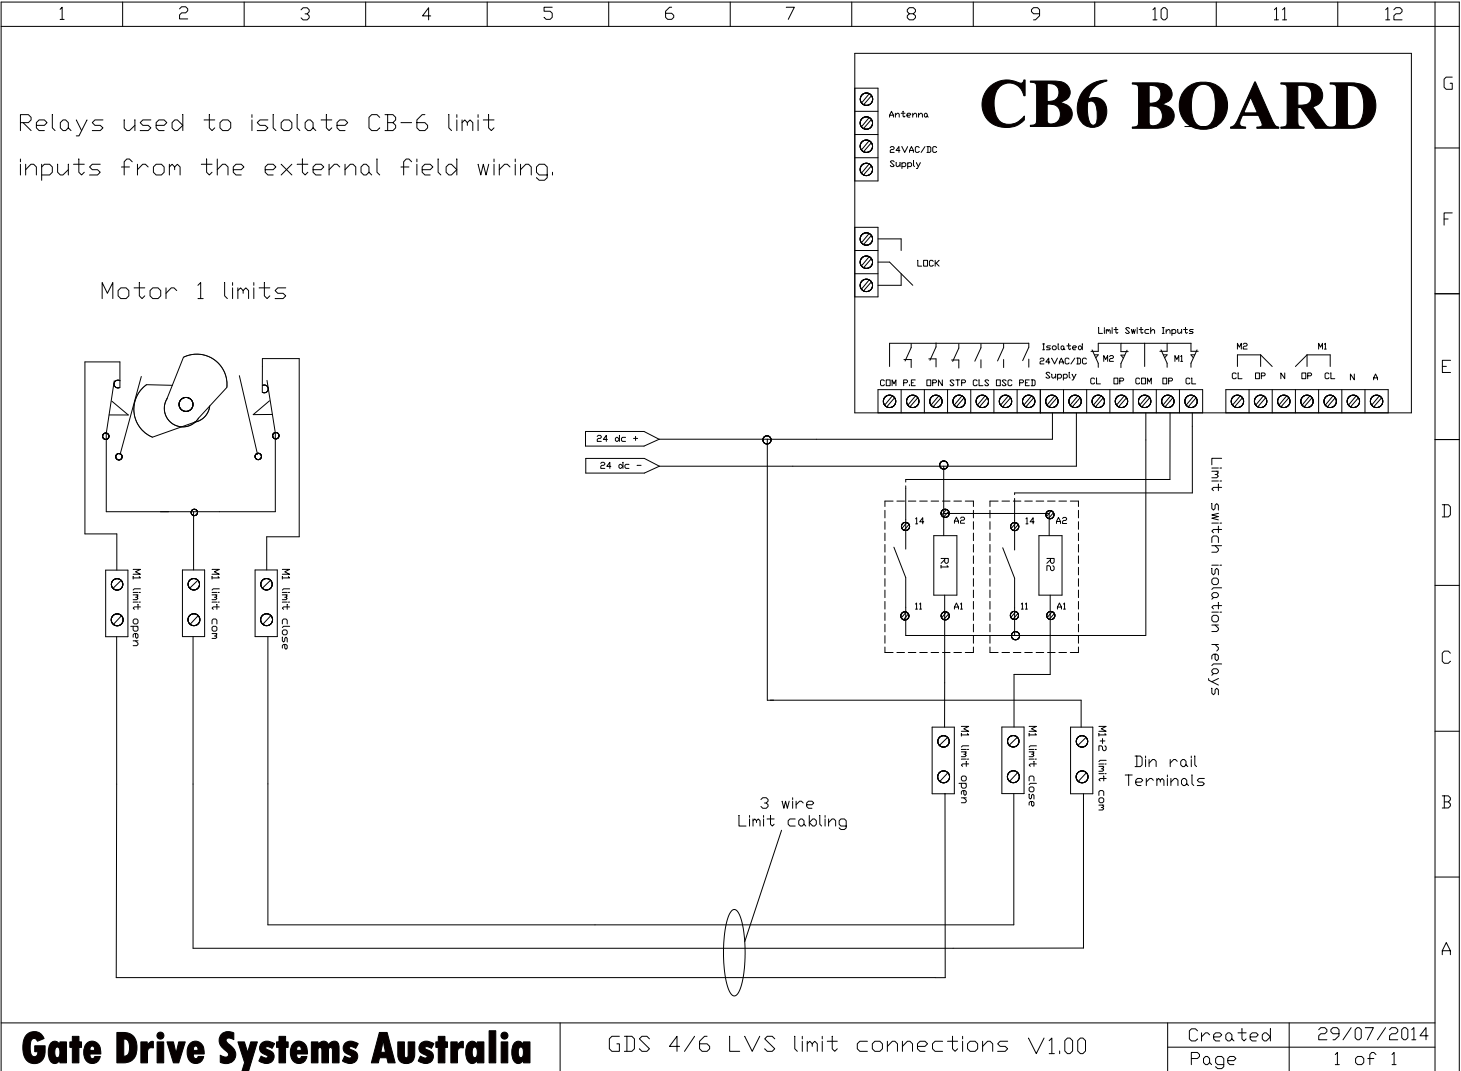 1 2 3 4 5 6 7 8 9 10 11 12
G
F
E
D
C
B
A
Relays used to islolate CB-6 limit
inputs from the external field wiring.
CB6 BOARD
Antenna
24VAC/DC
Supply
LOCK
Motor 1 limits
Limit Switch Inputs
Isolated
24VAC/DC
Supply
M2 M1
M2 M1
COM P.E OPN STP CLS OSC PED
CL OP COM OP CL
CL OP N OP CL N A
24 dc +
24 dc -
14 A2
R1
11 A1
14 A2
R2
11 A1
Limit switch isolation relays
M1 limit open
M1 limit com
M1 limit close
M1 limit open
M1 limit close
M1+2 limit com
Din rail
Terminals
3 wire
Limit cabling
Gate Drive Systems Australia
GDS 4/6 LVS limit connections V1.00
Created 29/07/2014
Page 1 of 1